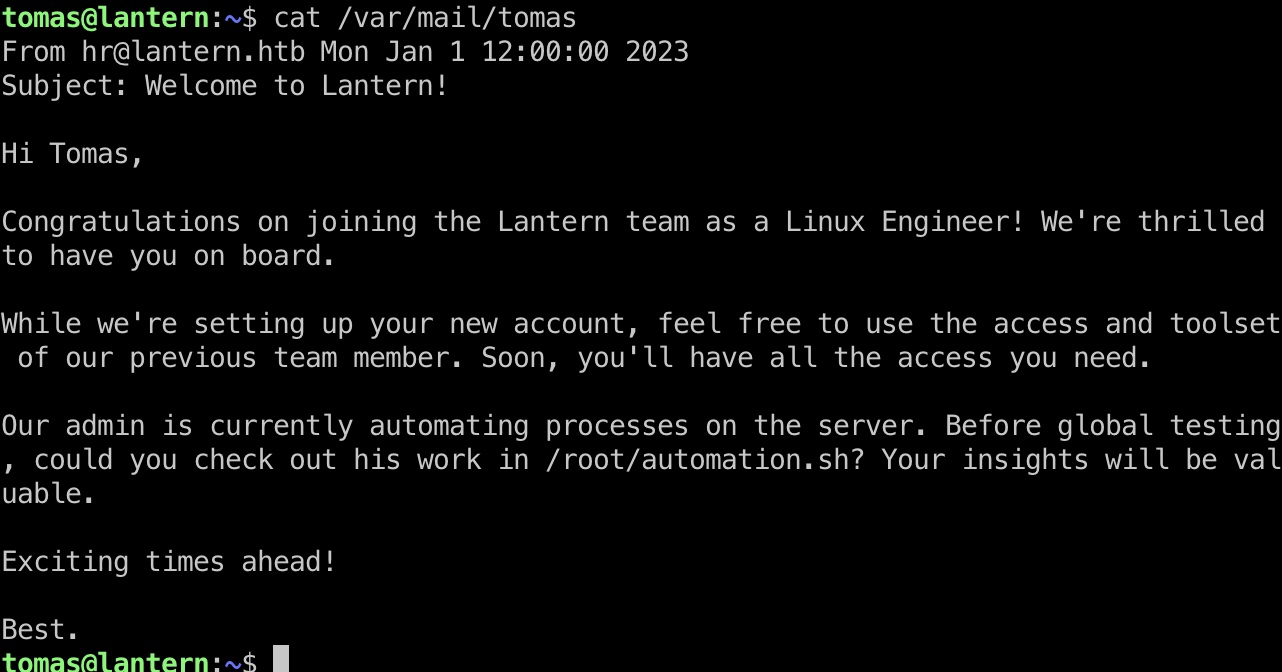 tomas@lantern:~$ cat /var/mail/tomas
From hr@lantern.htb Mon Jan 1 12:00:00 2023
Subject: Welcome to Lantern!
Hi Tomas,
Congratulations on joining the Lantern team as a Linux Engineer! We're thrilled
to have you on board.
While we're setting up your new account, feel free to use the access and toolset
 of our previous team member. Soon, you'll have all the access you need.
Our admin is currently automating processes on the server. Before global testing
, could you check out his work in /root/automation.sh? Your insights will be val
uable.
Exciting times ahead!
Best.
tomas@lantern:~$